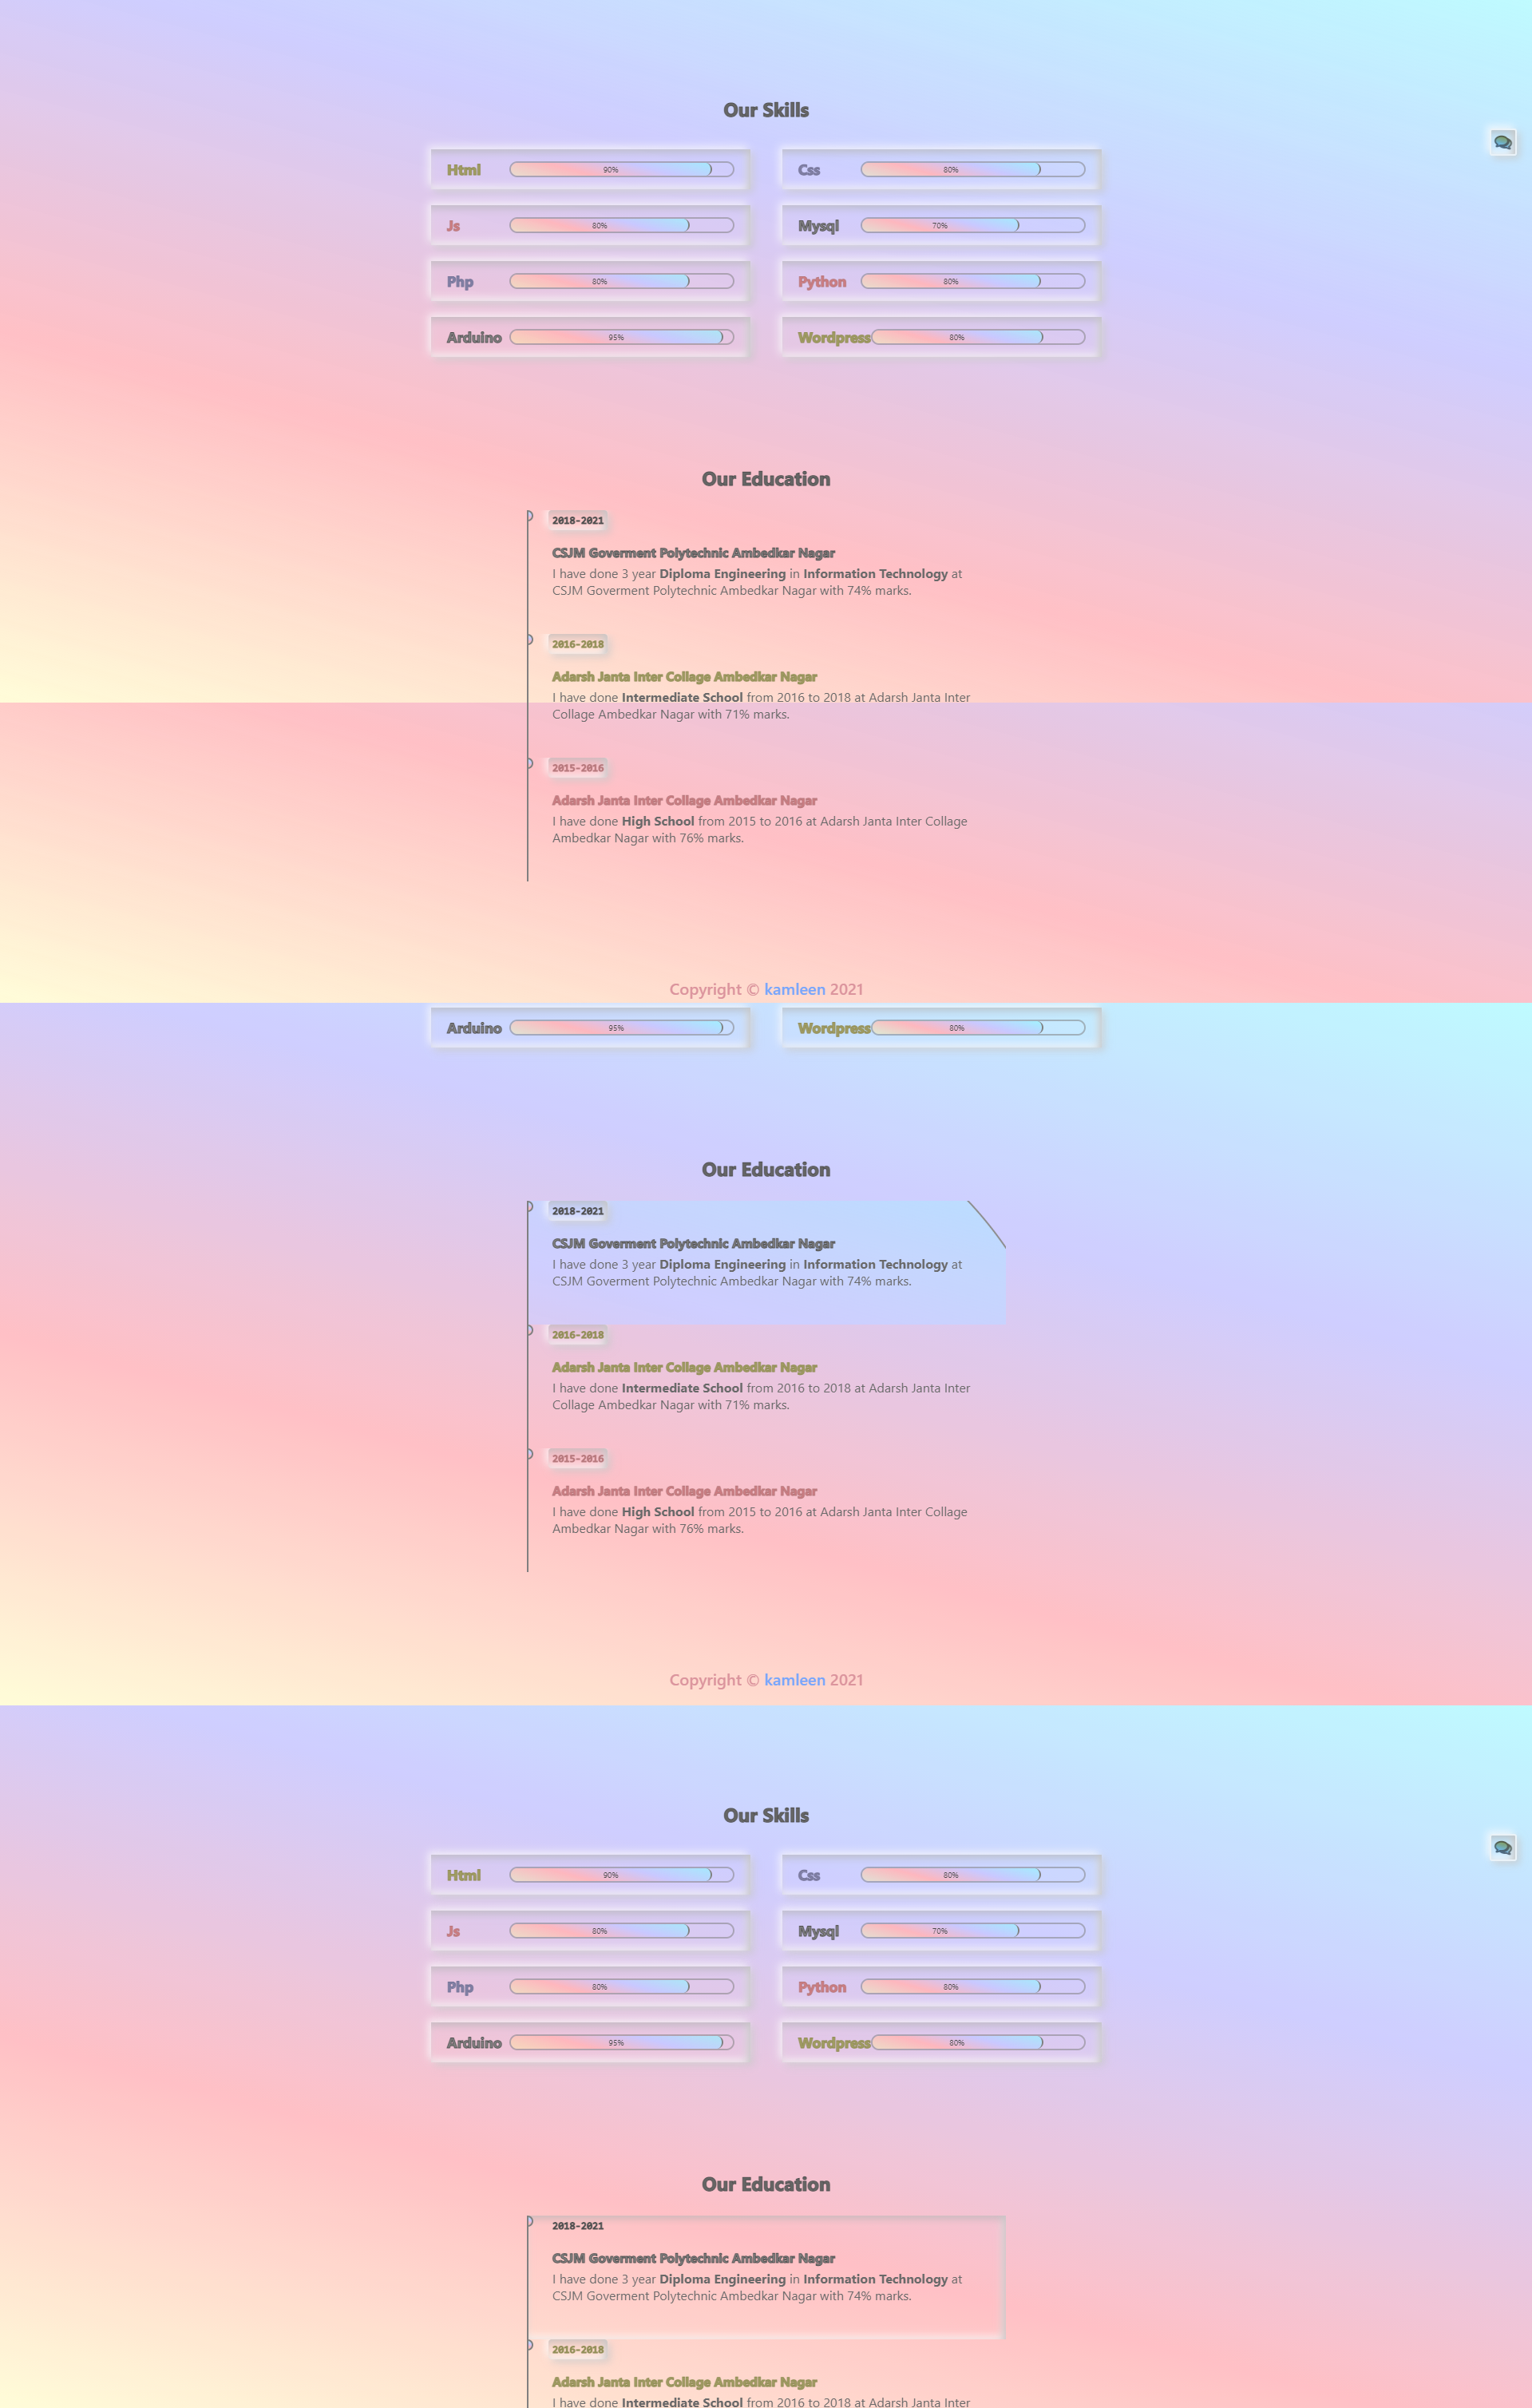 Our Skills
Html 90% Css 80%
Js 80% Mysql 70%
Php 80% Python 80%
Arduino 95% Wordpress 80%
Our Education
2018-2021
CSJM Goverment Polytechnic Ambedkar Nagar
I have done 3 year Diploma Engineering in Information Technology at
CSJM Goverment Polytechnic Ambedkar Nagar with 74% marks.
2016-2018
Adarsh Janta Inter Collage Ambedkar Nagar
I have done Intermediate School from 2016 to 2018 at Adarsh Janta Inter
Collage Ambedkar Nagar with 71% marks.
2015-2016
Adarsh Janta Inter Collage Ambedkar Nagar
I have done High School from 2015 to 2016 at Adarsh Janta Inter Collage
Ambedkar Nagar with 76% marks.
Copyright © kamleen 2021
Arduino 95% Wordpress 80%
Our Education
2018-2021
CSJM Goverment Polytechnic Ambedkar Nagar
I have done 3 year Diploma Engineering in Information Technology at
CSJM Goverment Polytechnic Ambedkar Nagar with 74% marks.
2016-2018
Adarsh Janta Inter Collage Ambedkar Nagar
I have done Intermediate School from 2016 to 2018 at Adarsh Janta Inter
Collage Ambedkar Nagar with 71% marks.
2015-2016
Adarsh Janta Inter Collage Ambedkar Nagar
I have done High School from 2015 to 2016 at Adarsh Janta Inter Collage
Ambedkar Nagar with 76% marks.
Copyright © kamleen 2021
Our Skills
Html 90% Css 80%
Js 80% Mysql 70%
Php 80% Python 80%
Arduino 95% Wordpress 80%
Our Education
2018-2021
CSJM Goverment Polytechnic Ambedkar Nagar
I have done 3 year Diploma Engineering in Information Technology at
CSJM Goverment Polytechnic Ambedkar Nagar with 74% marks.
2016-2018
Adarsh Janta Inter Collage Ambedkar Nagar
I have done Intermediate School from 2016 to 2018 at Adarsh Janta Inter